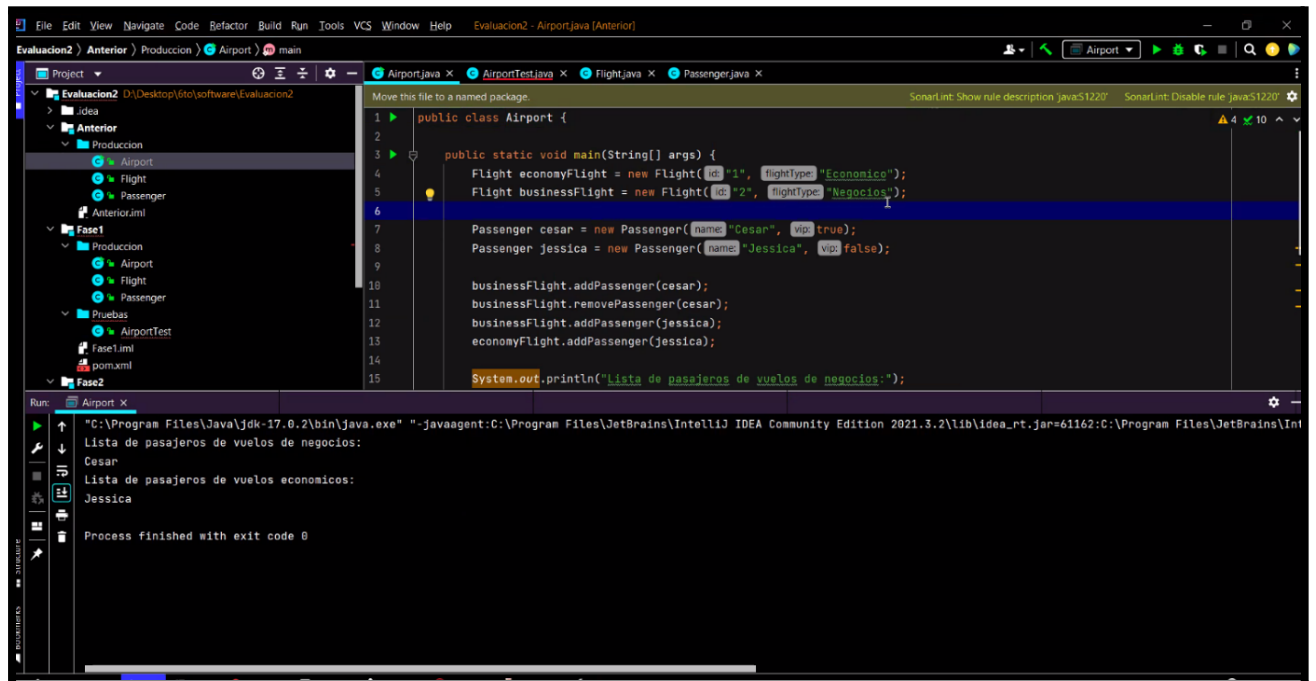 File Edit View Navigate Code Refactor Build Run Tools VCS Window Help Evaluacion2 - Airport.java [Anterior]
Evaluacion2 Anterior Produccion Airport main Airport
Project Airport.java AirportTest.java Flight.java Passenger.java
Evaluacion2 D:\Desktop\6to\software\Evaluacion2
.idea
Anterior
Produccion
Airport
Flight
Passenger
Anterior.iml
Fase1
Produccion
Airport
Flight
Passenger
Pruebas
AirportTest
Fase1.iml
pom.xml
Fase2
Move this file to a named package. SonarLint: Show rule description 'java:S1220' SonarLint: Disable rule 'java:S1220'
4 10
1 public class Airport {
2
3 public static void main(String[] args) {
4 Flight economyFlight = new Flight( id: "1", flightType: "Economico");
5 Flight businessFlight = new Flight( id: "2", flightType: "Negocios");
6
7 Passenger cesar = new Passenger( name: "Cesar", vip: true);
8 Passenger jessica = new Passenger( name: "Jessica", vip: false);
9
10 businessFlight.addPassenger(cesar);
11 businessFlight.removePassenger(cesar);
12 businessFlight.addPassenger(jessica);
13 economyFlight.addPassenger(jessica);
14
15 System.out.println("Lista de pasajeros de vuelos de negocios:");
Run: Airport
"C:\Program Files\Java\jdk-17.0.2\bin\java.exe" "-javaagent:C:\Program Files\JetBrains\IntelliJ IDEA Community Edition 2021.3.2\lib\idea_rt.jar=61162:C:\Program Files\JetBrains\Int
Lista de pasajeros de vuelos de negocios:
Cesar
Lista de pasajeros de vuelos economicos:
Jessica
Process finished with exit code 0
Structure
Bookmarks